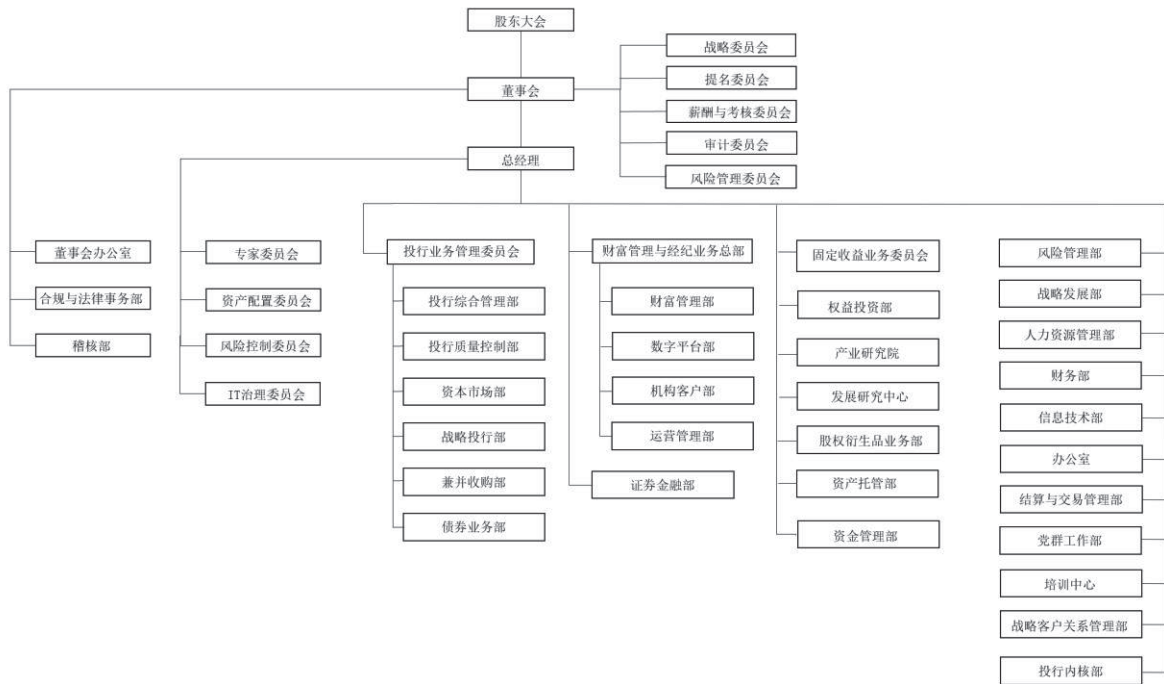 股东大会
董事会
战略委员会
提名委员会
薪酬与考核委员会
审计委员会
风险管理委员会
总经理
董事会办公室
合规与法律事务部
稽核部
专家委员会
资产配置委员会
风险控制委员会
IT治理委员会
投行业务管理委员会
投行综合管理部
投行质量控制部
资本市场部
战略投行部
兼并收购部
债券业务部
财富管理与经纪业务总部
财富管理部
数字平台部
机构客户部
运营管理部
证券金融部
固定收益业务委员会
权益投资部
产业研究院
发展研究中心
股权衍生品业务部
资产托管部
资金管理部
风险管理部
战略发展部
人力资源管理部
财务部
信息技术部
办公室
结算与交易管理部
党群工作部
培训中心
战略客户关系管理部
投行内核部